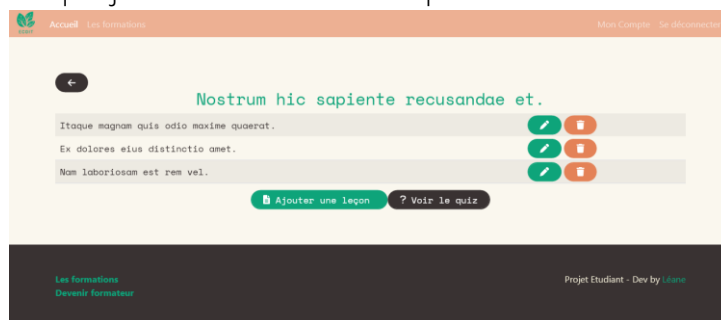 Accueil Les formations Mon Compte Se déconnecter
Nostrum hic sapiente recusandae et.
Itaque magnam quis odio maxime quaerat.
Ex dolores eius distinctio amet.
Nam laboriosam est rem vel.
Ajouter une leçon ? Voir le quiz
Les formations Projet Etudiant - Dev by Léane
Devenir formateur